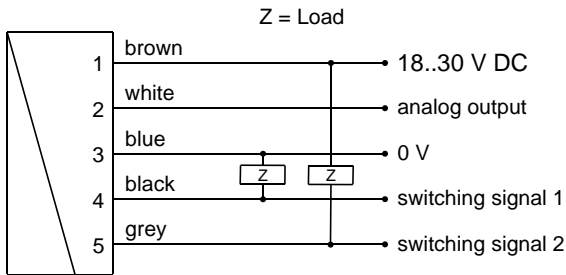 Z = Load
1 brown 18..30 V DC
2 white analog output
3 blue 0 V
Z Z
4 black switching signal 1
5 grey switching signal 2